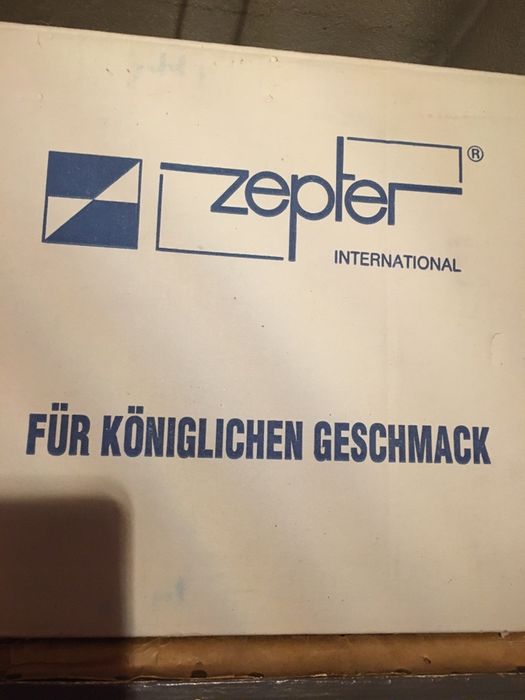 zepter ®
INTERNATIONAL
FÜR KÖNIGLICHEN GESCHMACK